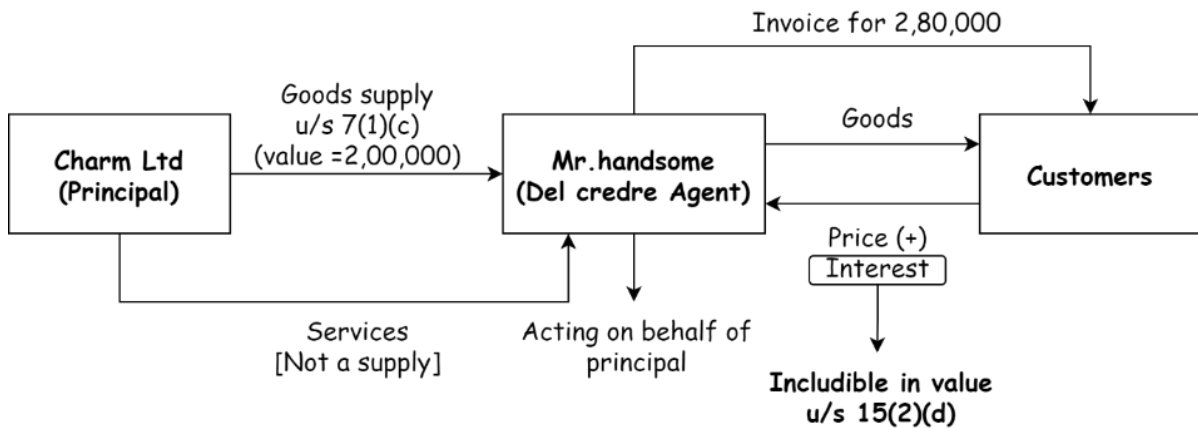 Invoice for 2,80,000
Goods supply
u/s 7(1)(c)
(value =2,00,000)
Goods
Charm Ltd
(Principal)
Mr.handsome
(Del credre Agent)
Customers
Price (+)
Interest
Services
[Not a supply]
Acting on behalf of
principal
Includible in value
u/s 15(2)(d)